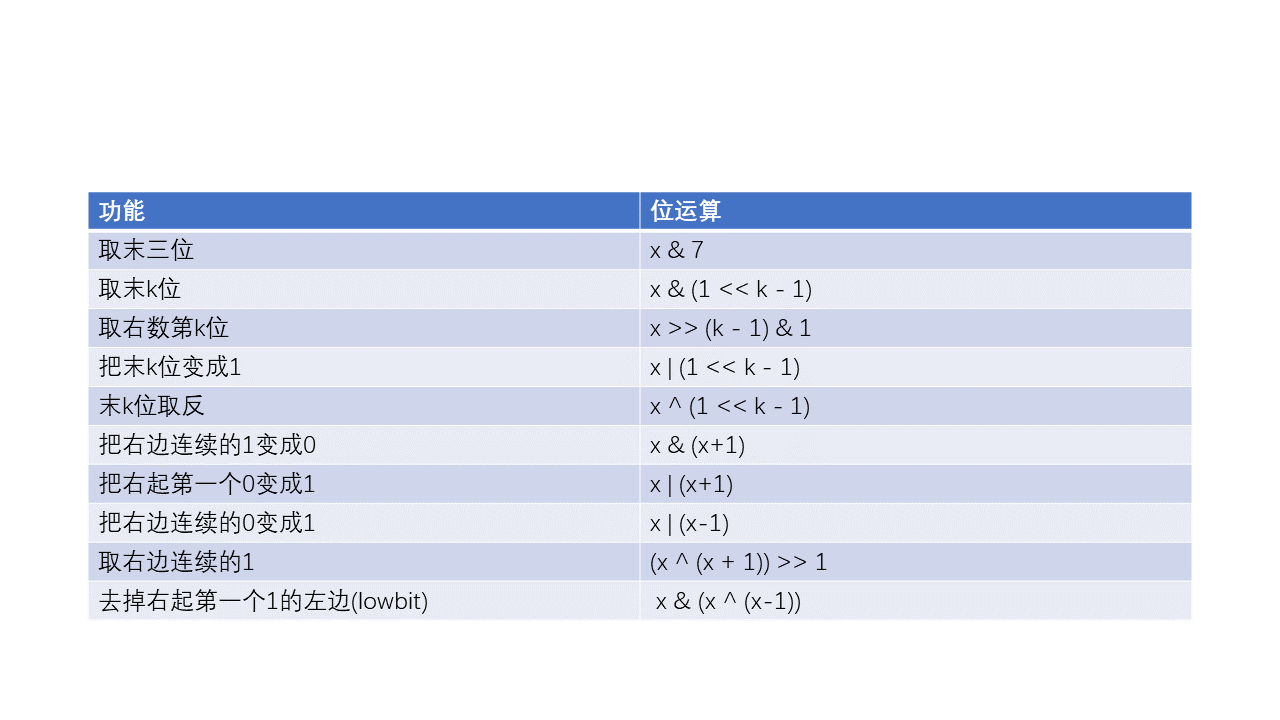 功能 位运算
取末三位 x & 7
取末k位 x & (1 << k - 1)
取右数第k位 x >> (k - 1) & 1
把末k位变成1 x | (1 << k - 1)
末k位取反 x ^ (1 << k - 1)
把右边连续的1变成0 x & (x+1)
把右起第一个0变成1 x | (x+1)
把右边连续的0变成1 x | (x-1)
取右边连续的1 (x ^ (x + 1)) >> 1
去掉右起第一个1的左边(lowbit) x & (x ^ (x-1))